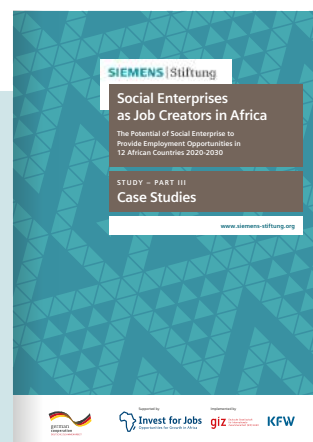 SIEMENS | Stiftung
Social Enterprises
as Job Creators in Africa
The Potential of Social Enterprise to
Provide Employment Opportunities in
12 African Countries 2020-2030
STUDY – PART III
Case Studies
www.siemens-stiftung.org
Supported by
Implemented by
german
cooperation
Invest for Jobs
Opportunities for Growth in Africa
giz
KFW